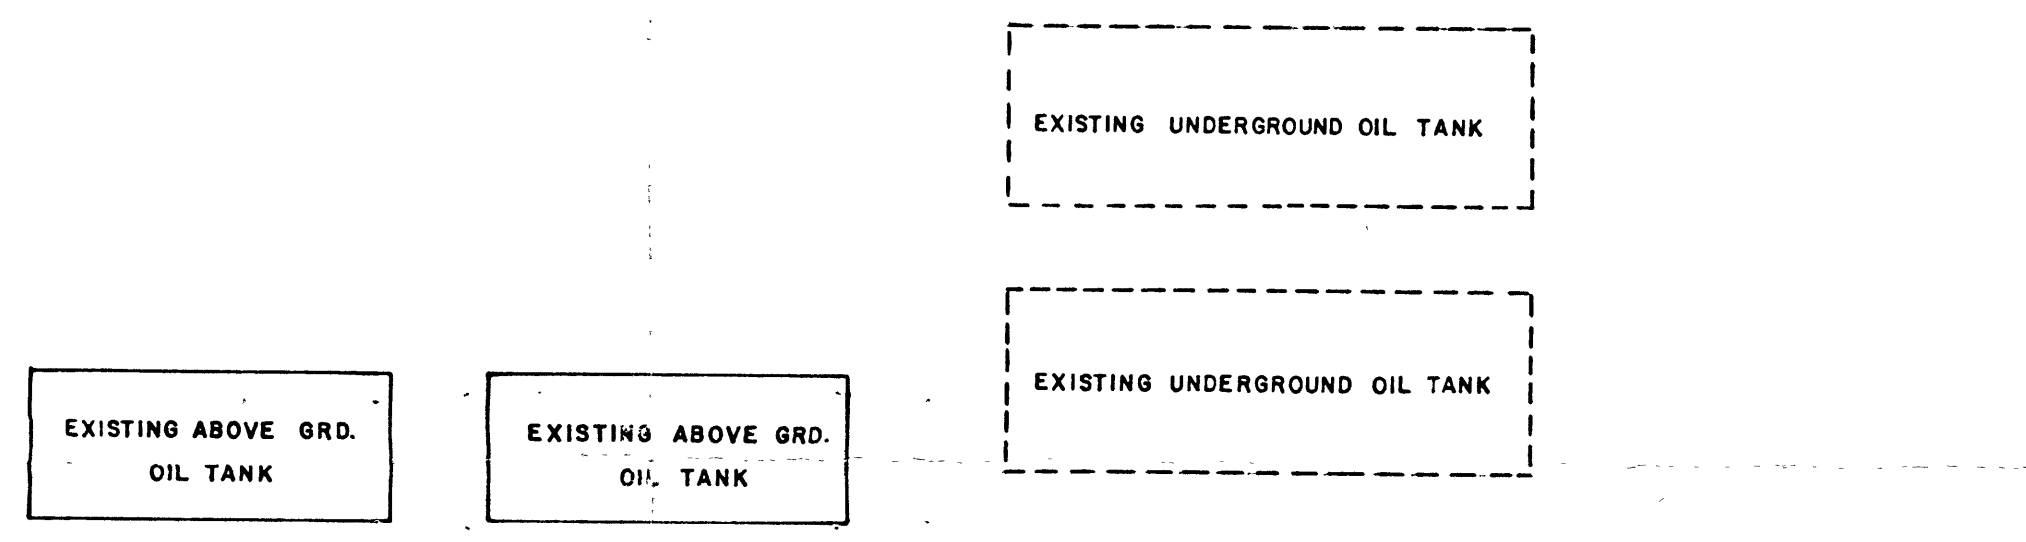 EXISTING UNDERGROUND OIL TANK
EXISTING UNDERGROUND OIL TANK
EXISTING ABOVE GRD.
OIL TANK
EXISTING ABOVE GRD.
OIL TANK